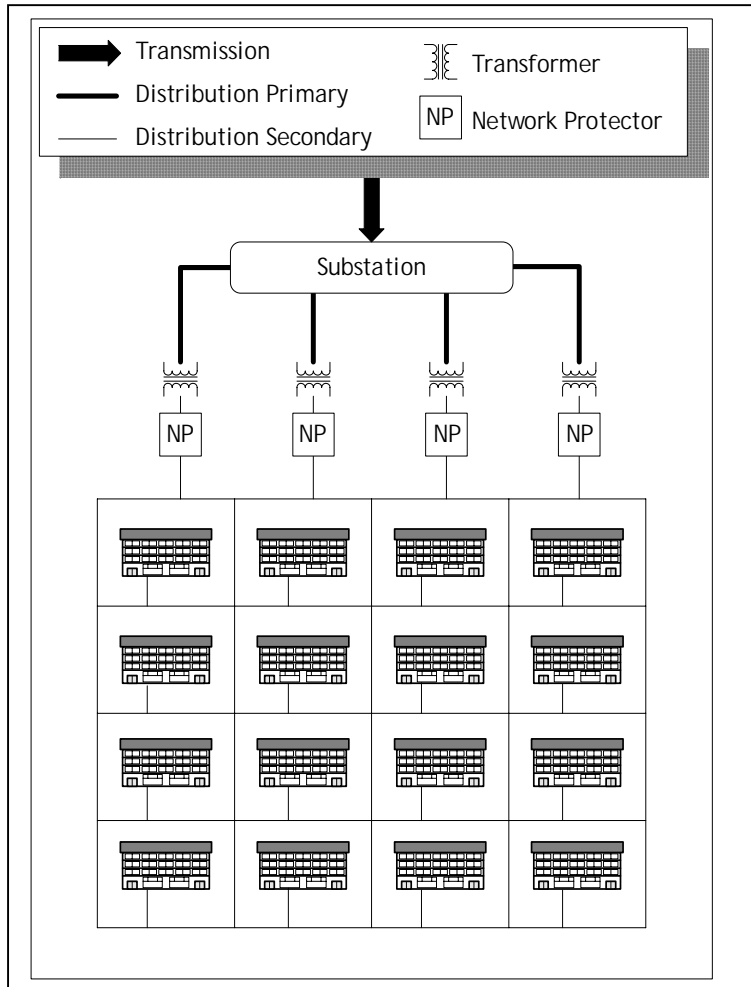 Transmission
Distribution Primary
Distribution Secondary
Transformer
NP Network Protector
Substation
NP NP NP NP